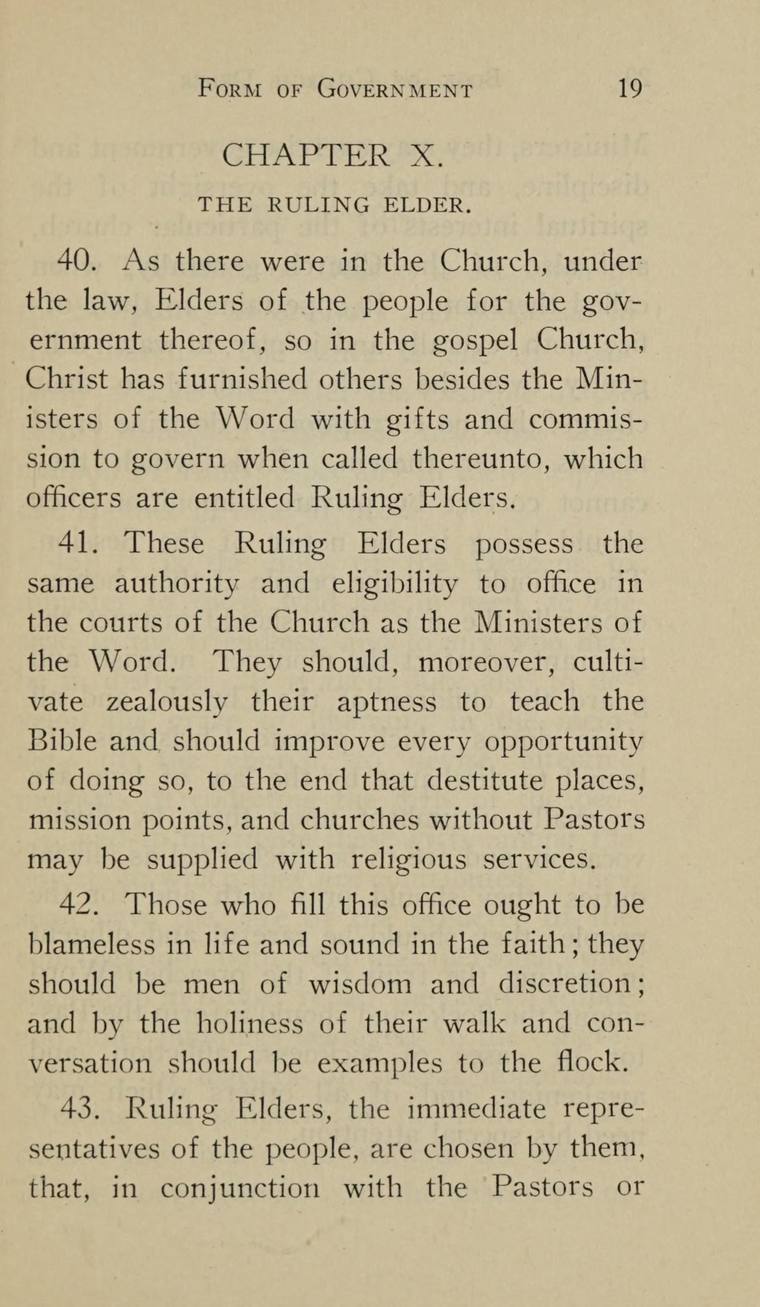 Form of Government 19
CHAPTER X.
THE RULING ELDER.
40. As there were in the Church, under
the law, Elders of the people for the gov-
ernment thereof, so in the gospel Church,
Christ has furnished others besides the Min-
isters of the Word with gifts and commis-
sion to govern when called thereunto, which
officers are entitled Ruling Elders.
41. These Ruling Elders possess the
same authority and eligibility to office in
the courts of the Church as the Ministers of
the Word. They should, moreover, culti-
vate zealously their aptness to teach the
Bible and should improve every opportunity
of doing so, to the end that destitute places,
mission points, and churches without Pastors
may be supplied with religious services.
42. Those who fill this office ought to be
blameless in life and sound in the faith; they
should be men of wisdom and discretion;
and by the holiness of their walk and con-
versation should be examples to the flock.
43. Ruling Elders, the immediate repre-
sentatives of the people, are chosen by them,
that, in conjunction with the Pastors or